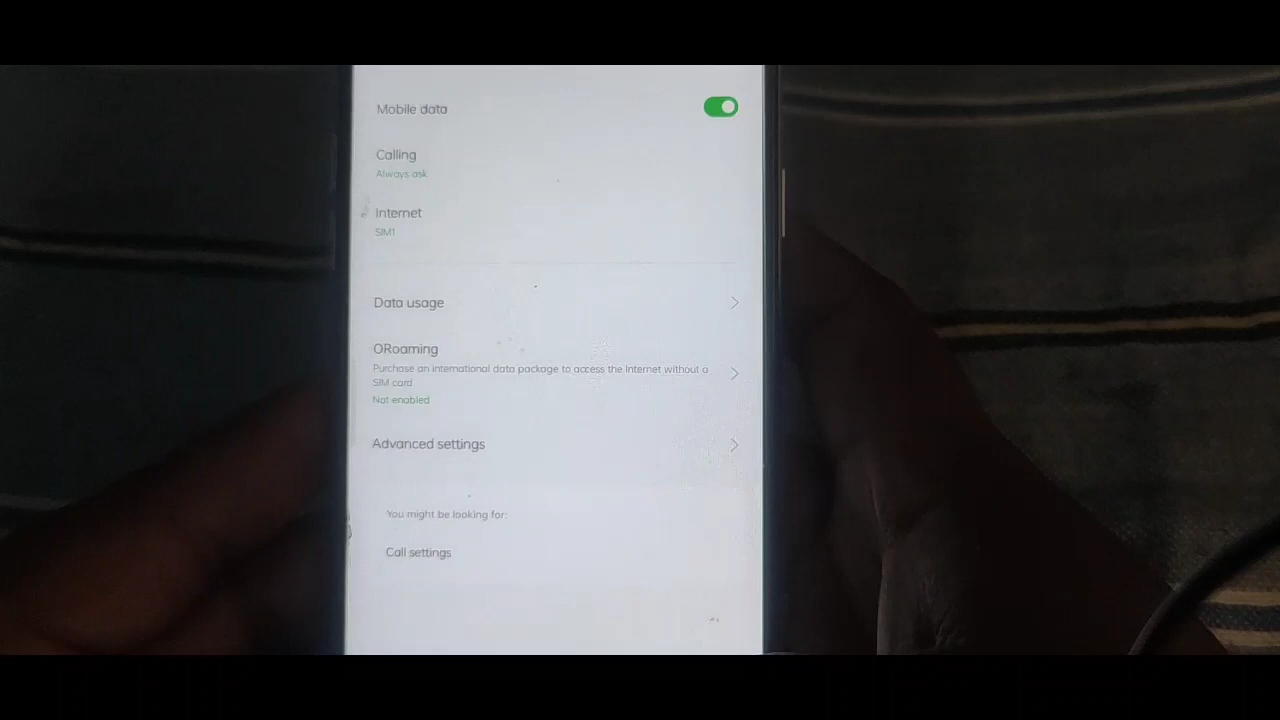 Mobile data
Calling
Always ask
Internet
SIM1
Data usage
ORoaming
Purchase an international data package to access the Internet without a
SIM card
Not enabled
Advanced settings
You might be looking for:
Call settings